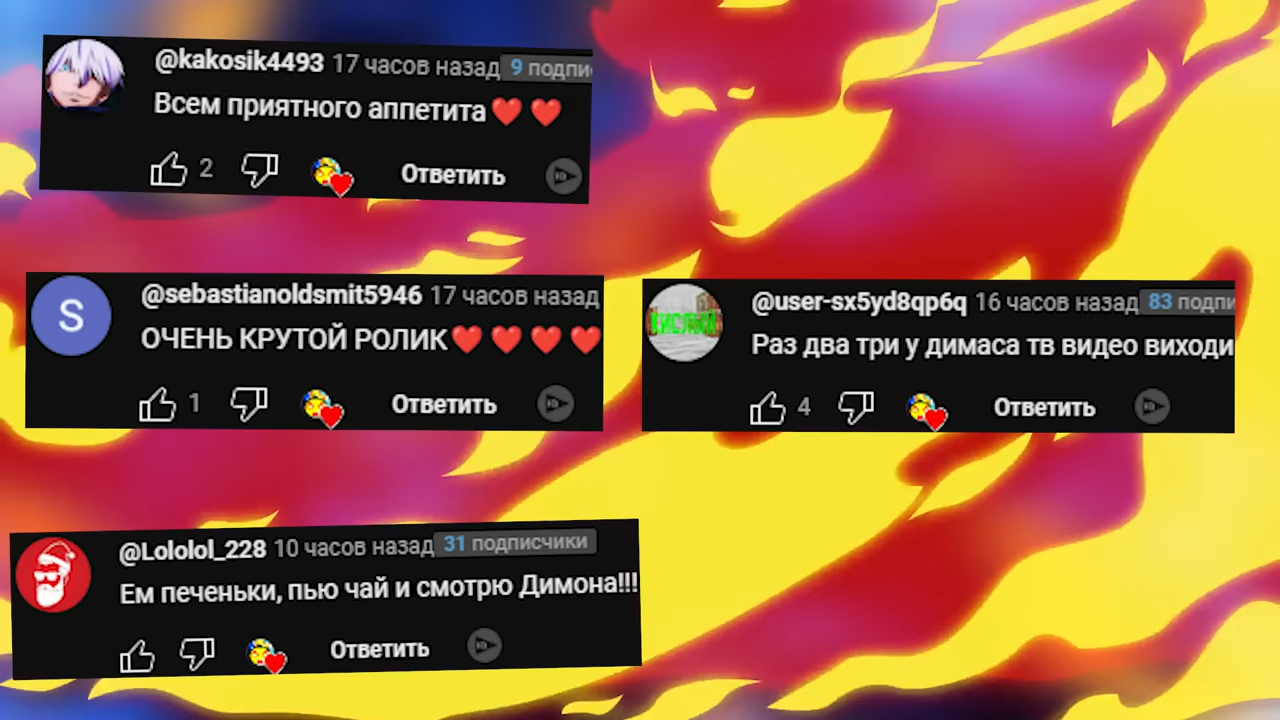 @kakosik4493 17 часов назад 9 подпи
Всем приятного аппетита❤️❤️
2 Ответить
@sebastianoldsmit5946 17 часов назад
S
ОЧЕНЬ КРУТОЙ РОЛИК❤️❤️❤️❤️
1 Ответить
@user-sx5yd8qp6q 16 часов назад 83 подпи
КИСЛЫЙ
Раз два три у димаса тв видео виходи
4 Ответить
@Lololol_228 10 часов назад 31 подписчики
Ем печеньки, пью чай и смотрю Димона!!!
Ответить